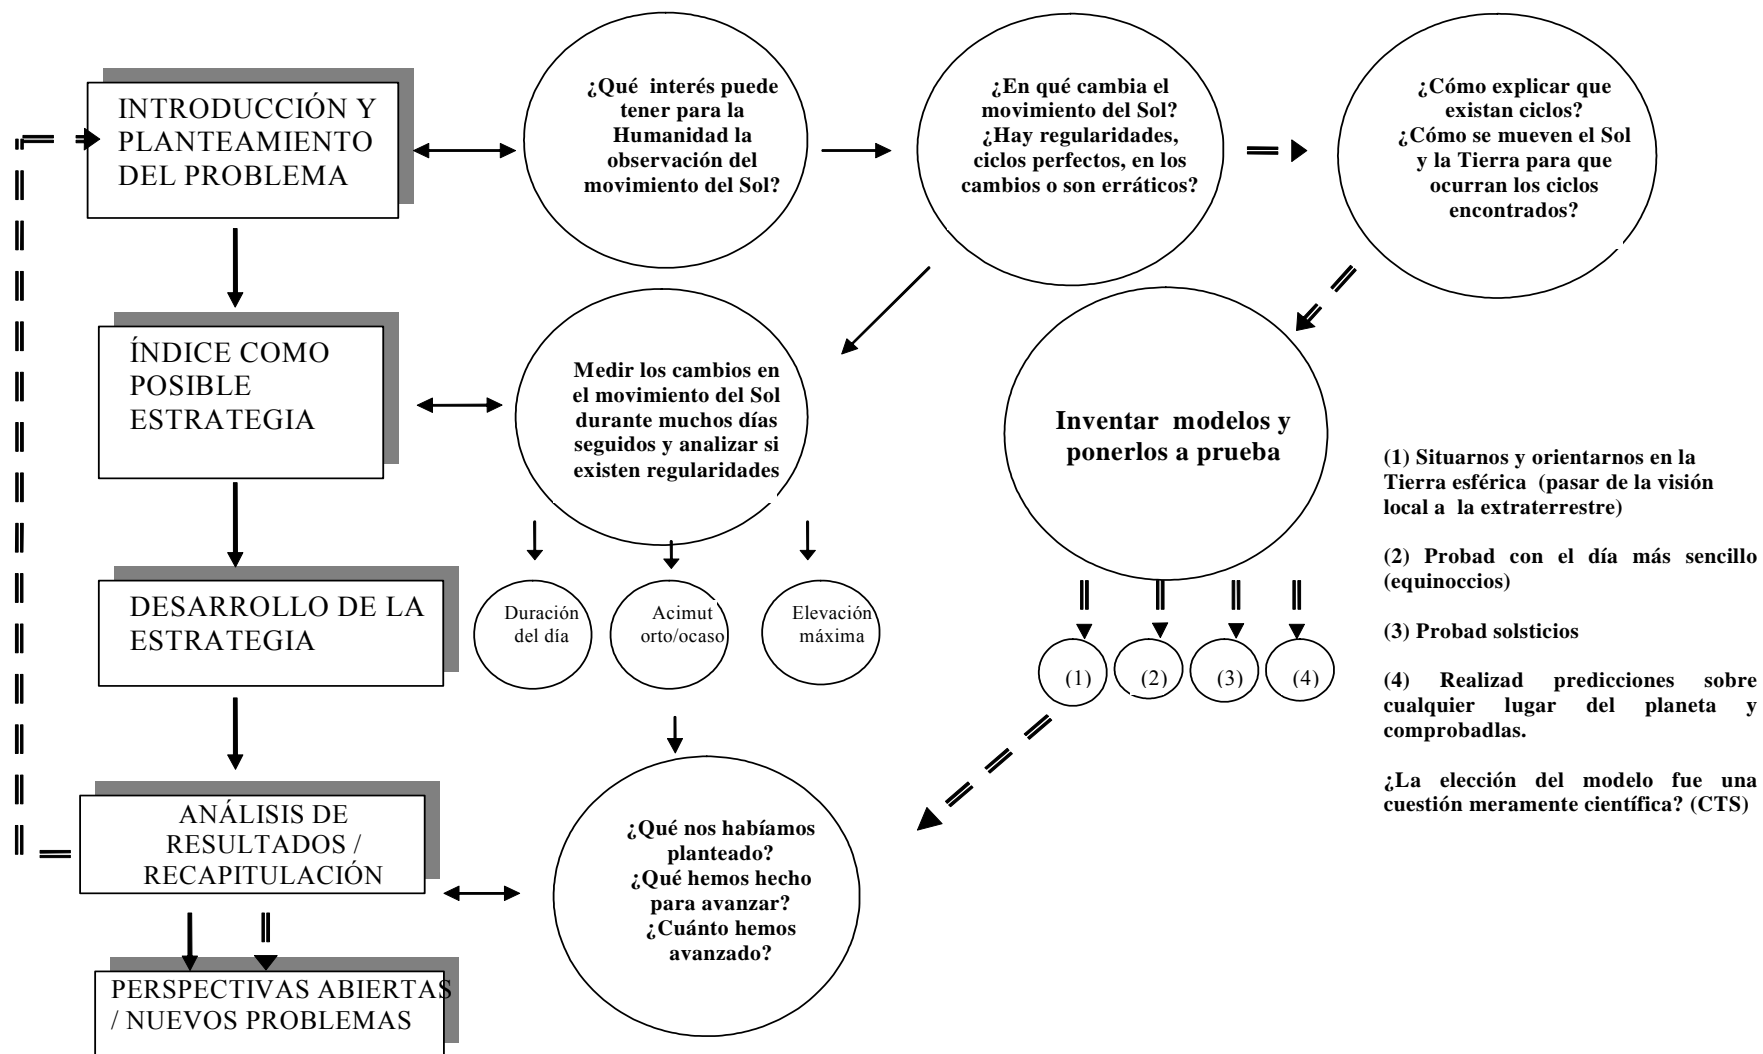 INTRODUCCIÓN Y
PLANTEAMIENTO
DEL PROBLEMA
¿Qué interés puede
tener para la
Humanidad la
observación del
movimiento del Sol?
¿En qué cambia el
movimiento del Sol?
¿Hay regularidades,
ciclos perfectos, en los
cambios o son erráticos?
¿Cómo explicar que
existan ciclos?
¿Cómo se mueven el Sol
y la Tierra para que
ocurran los ciclos
encontrados?
ÍNDICE COMO
POSIBLE
ESTRATEGIA
Medir los cambios en
el movimiento del Sol
durante muchos días
seguidos y analizar si
existen regularidades
Inventar modelos y
ponerlos a prueba
(1) Situarnos y orientarnos en la
Tierra esférica (pasar de la visión
local a la extraterrestre)
(2) Probad con el día más sencillo
(equinoccios)
(3) Probad solsticios
(4) Realizad predicciones sobre
cualquier lugar del planeta y
comprobadlas.
¿La elección del modelo fue una
cuestión meramente científica? (CTS)
DESARROLLO DE LA
ESTRATEGIA
Duración
del día
Acimut
orto/ocaso
Elevación
máxima
(1)
(2)
(3)
(4)
ANÁLISIS DE
RESULTADOS /
RECAPITULACIÓN
¿Qué nos habíamos
planteado?
¿Qué hemos hecho
para avanzar?
¿Cuánto hemos
avanzado?
PERSPECTIVAS ABIERTAS
/ NUEVOS PROBLEMAS